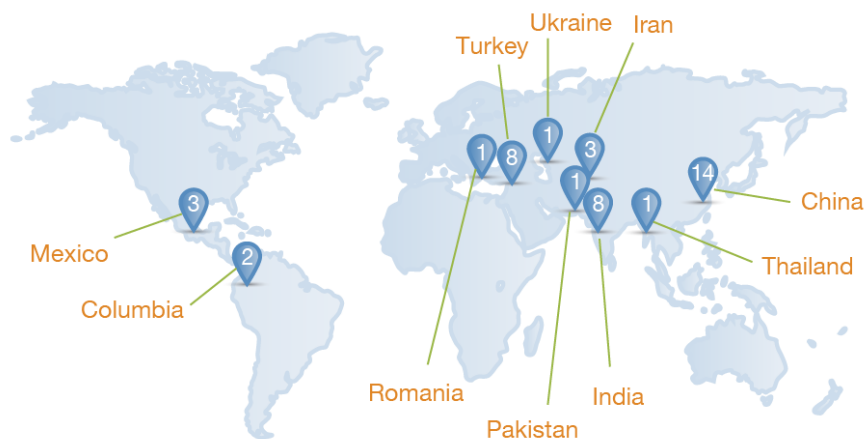 Ukraine
Iran
Turkey
1
3
1
8
1
14
3
8
1
China
Mexico
2
Thailand
Columbia
Romania
India
Pakistan